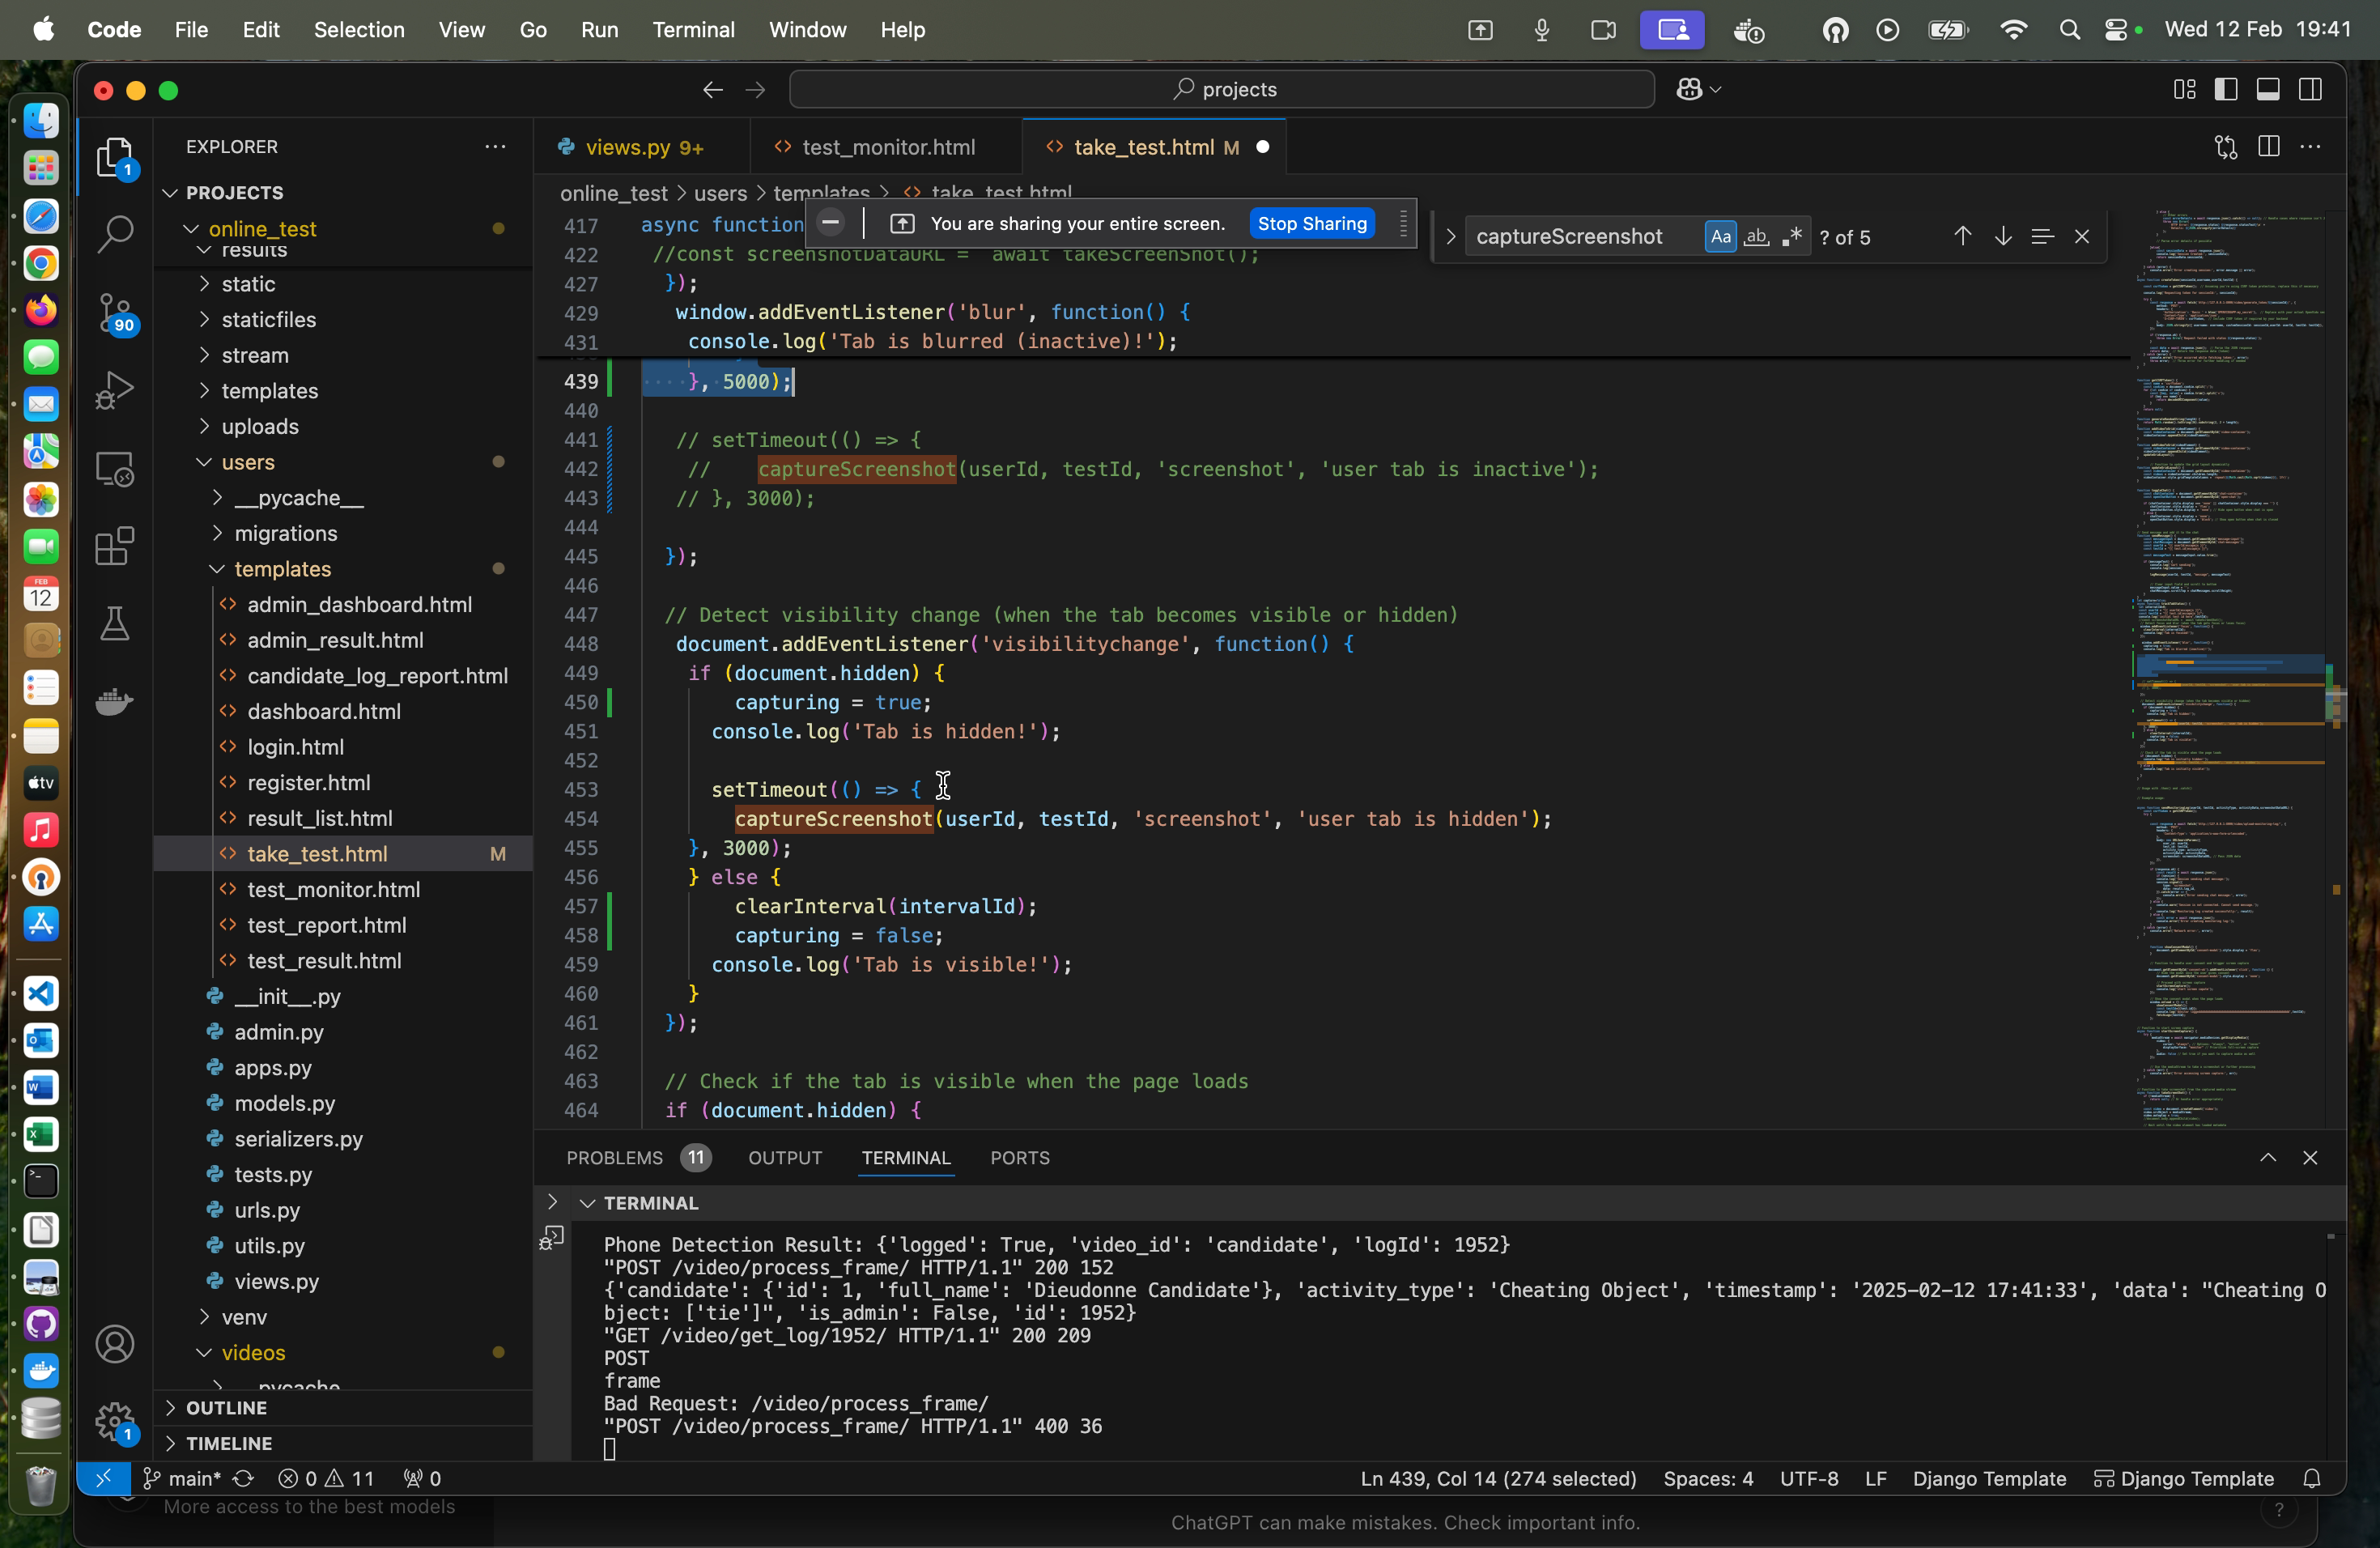 Code File Edit Selection View Go Run Terminal Window Help Wed 12 Feb 19:41
projects
EXPLORER
PROJECTS
online_test
results
static
staticfiles
stream
templates
uploads
users
__pycache__
migrations
templates
admin_dashboard.html
admin_result.html
candidate_log_report.html
dashboard.html
login.html
register.html
result_list.html
take_test.html M
test_monitor.html
test_report.html
test_result.html
__init__.py
admin.py
apps.py
models.py
serializers.py
tests.py
urls.py
utils.py
views.py
venv
videos
__pycache__
OUTLINE
TIMELINE
1
90
1
FEB
12
tv
views.py 9+
test_monitor.html
take_test.html M
online_test > users > templates > take_test.html
You are sharing your entire screen. Stop Sharing
captureScreenshot Aa ab .* ? of 5
417 async function
422 //const screenshotDataURL = await takeScreenShot();
427 });
429 window.addEventListener('blur', function() {
431 console.log('Tab is blurred (inactive)!');
439 }, 5000);
440
441 // setTimeout(() => {
442 // captureScreenshot(userId, testId, 'screenshot', 'user tab is inactive');
443 // }, 3000);
444
445 });
446
447 // Detect visibility change (when the tab becomes visible or hidden)
448 document.addEventListener('visibilitychange', function() {
449 if (document.hidden) {
450 capturing = true;
451 console.log('Tab is hidden!');
452
453 setTimeout(() => {
454 captureScreenshot(userId, testId, 'screenshot', 'user tab is hidden');
455 }, 3000);
456 } else {
457 clearInterval(intervalId);
458 capturing = false;
459 console.log('Tab is visible!');
460 }
461 });
462
463 // Check if the tab is visible when the page loads
464 if (document.hidden) {
PROBLEMS 11 OUTPUT TERMINAL PORTS
TERMINAL
Phone Detection Result: {'logged': True, 'video_id': 'candidate', 'logId': 1952}
"POST /video/process_frame/ HTTP/1.1" 200 152
{'candidate': {'id': 1, 'full_name': 'Dieudonne Candidate'}, 'activity_type': 'Cheating Object', 'timestamp': '2025-02-12 17:41:33', 'data': "Cheating O
bject: ['tie']", 'is_admin': False, 'id': 1952}
"GET /video/get_log/1952/ HTTP/1.1" 200 209
POST
frame
Bad Request: /video/process_frame/
"POST /video/process_frame/ HTTP/1.1" 400 36
main* 0 11 0 Ln 439, Col 14 (274 selected) Spaces: 4 UTF-8 LF Django Template Django Template
More access to the best models
ChatGPT can make mistakes. Check important info.
?